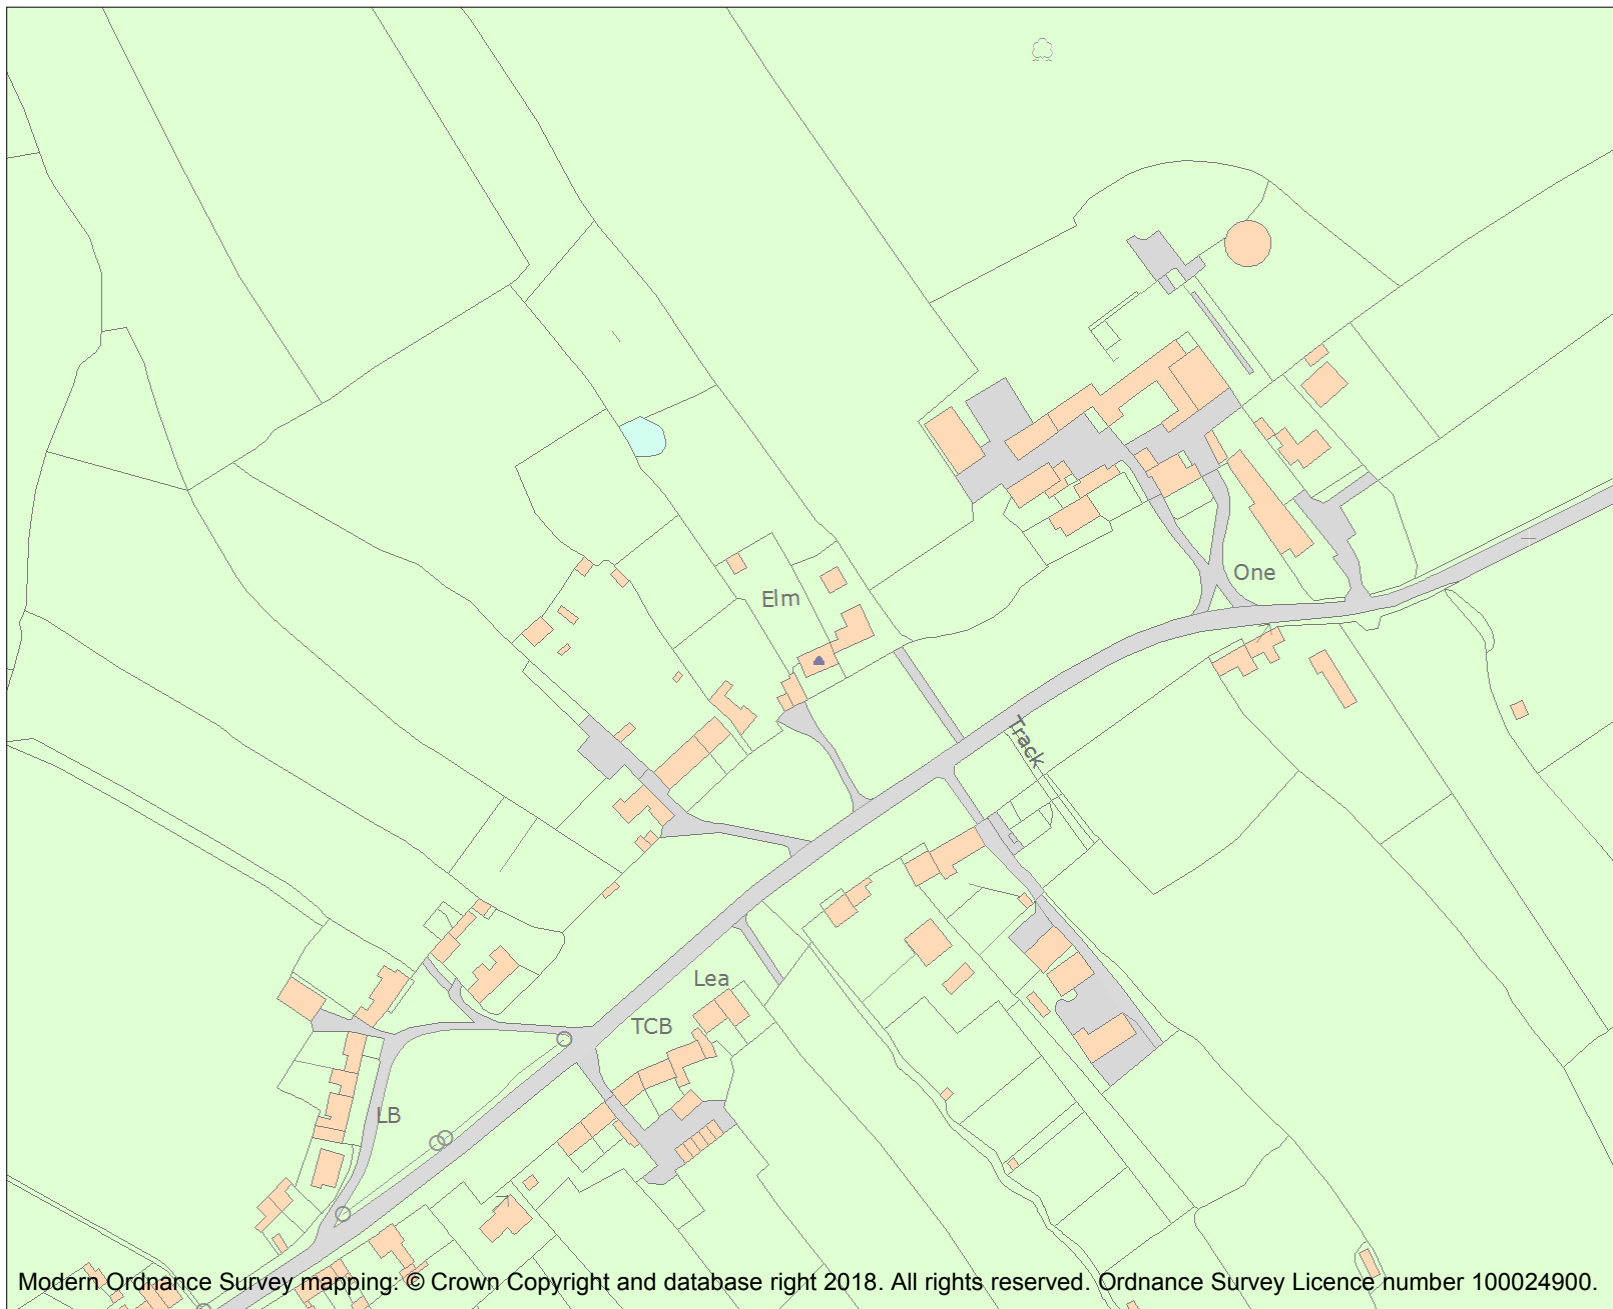 One
Elm
Track
Lea
TCB
LB
Modern Ordnance Survey mapping: © Crown Copyright and database right 2018. All rights reserved. Ordnance Survey Licence number 100024900.